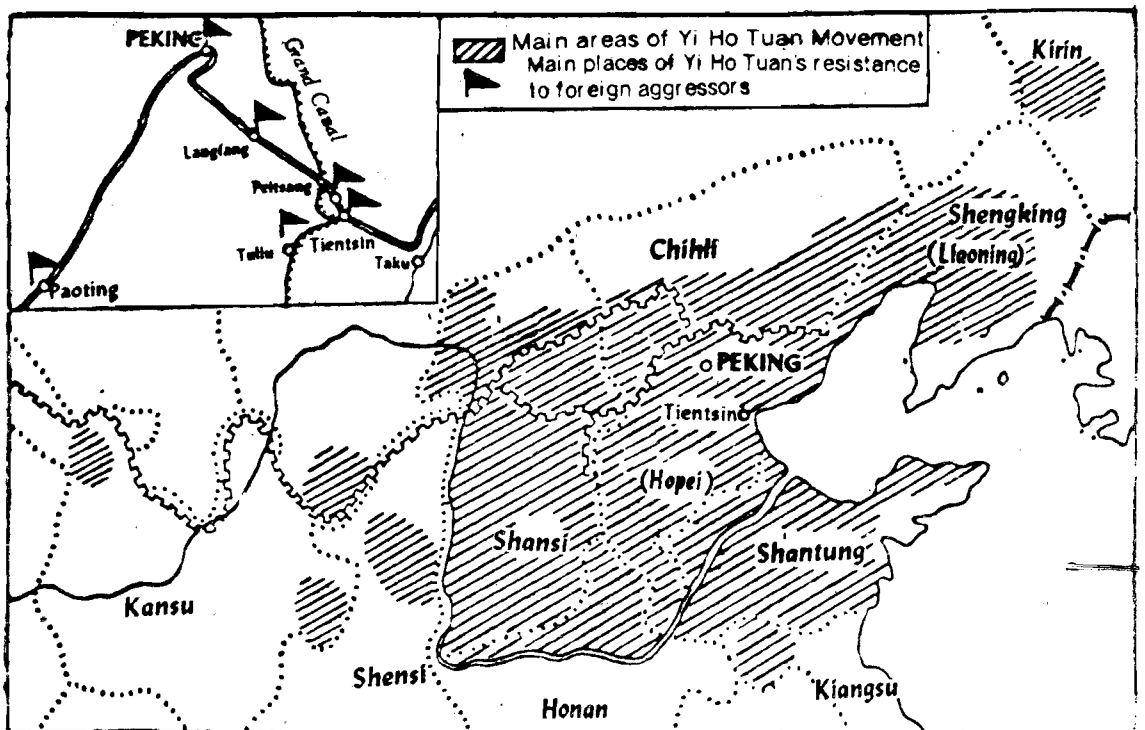 PEKING
Grand Canal
Langfang
Peitsang
Tientsin
Tuliu
Taku
Paoting
Main areas of Yi Ho Tuan Movement
Main places of Yi Ho Tuan's resistance
to foreign aggressors
Kirin
Shengking
(Liaoning)
Chihli
PEKING
Tientsin
(Hopei)
Shansi
Shantung
Kansu
Shensi
Honan
Kiangsu